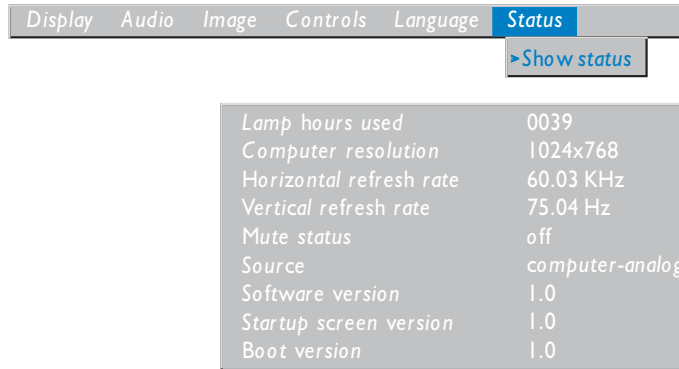 Display Audio Image Controls Language Status
>Show status
Lamp hours used 0039
Computer resolution 1024x768
Horizontal refresh rate 60.03 KHz
Vertical refresh rate 75.04 Hz
Mute status off
Source computer-analog
Software version 1.0
Startup screen version 1.0
Boot version 1.0